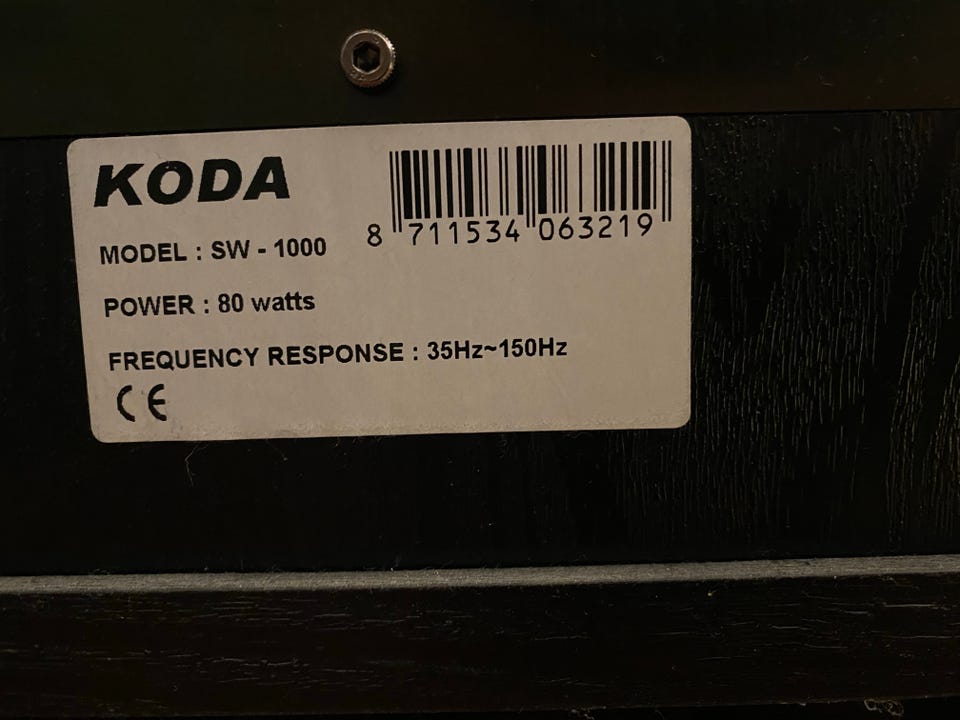 KODA
8 711534 063219
MODEL : SW - 1000
POWER : 80 watts
FREQUENCY RESPONSE : 35Hz~150Hz
CE